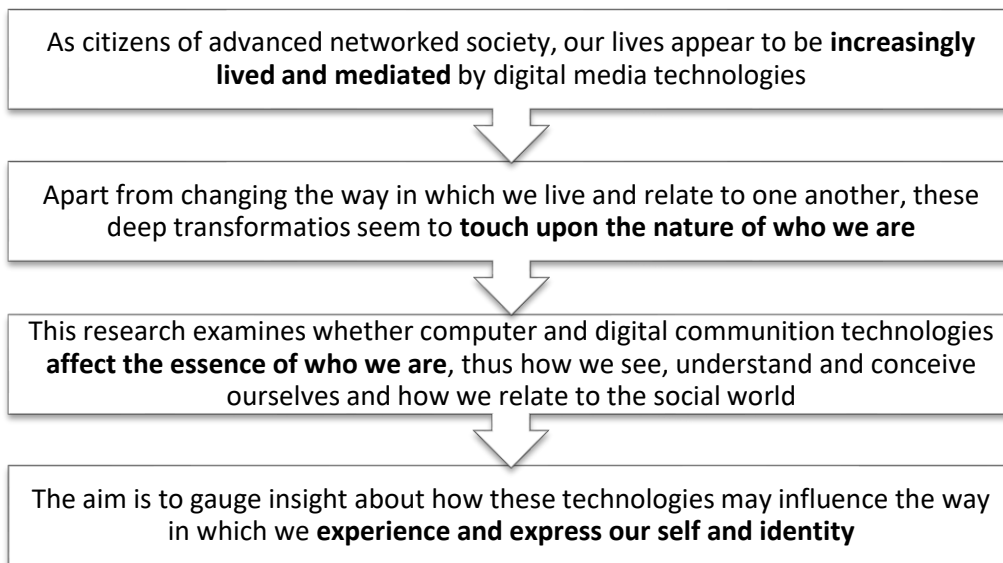 As citizens of advanced networked society, our lives appear to be increasingly
lived and mediated by digital media technologies
Apart from changing the way in which we live and relate to one another, these
deep transformatios seem to touch upon the nature of who we are
This research examines whether computer and digital communition technologies
affect the essence of who we are, thus how we see, understand and conceive
ourselves and how we relate to the social world
The aim is to gauge insight about how these technologies may influence the way
in which we experience and express our self and identity